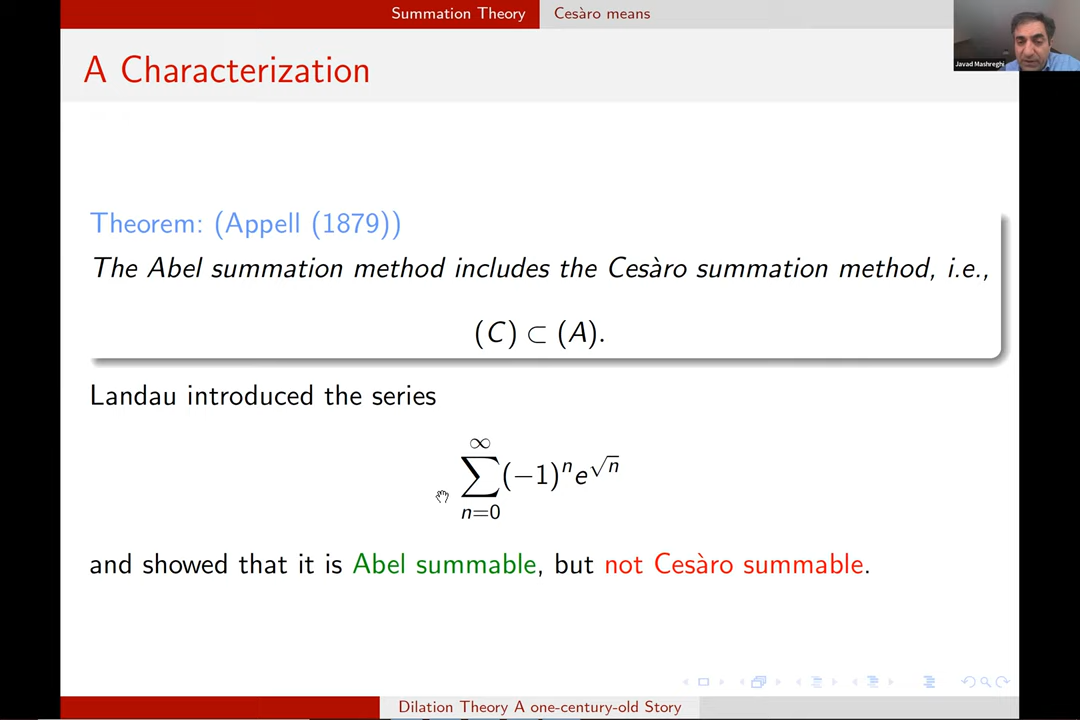 Summation Theory Cesàro means
Javad Mashreghi
A Characterization
Theorem: (Appell (1879))
The Abel summation method includes the Cesàro summation method, i.e.,
(C) ⊂ (A).
Landau introduced the series
∞
∑(−1)ⁿe^√n
n=0
and showed that it is Abel summable, but not Cesàro summable.
Dilation Theory A one-century-old Story